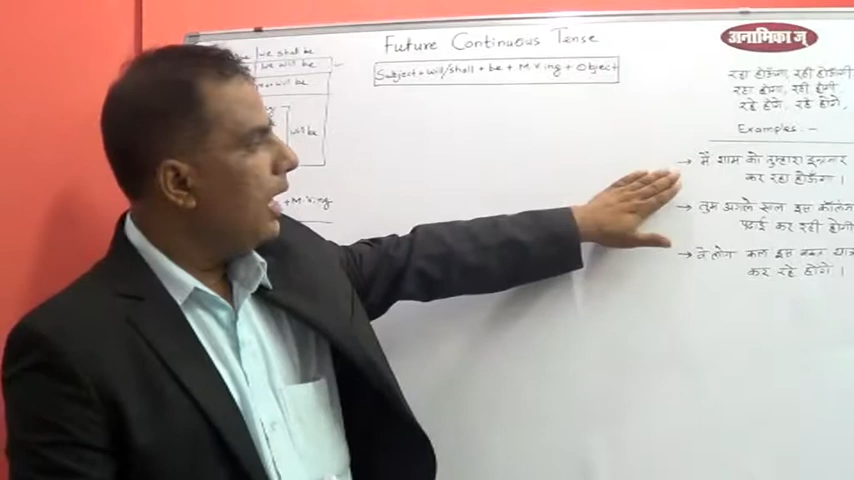 Future Continuous Tense
अनामिका ज्
I/we shall be
will be
Subject + will/shall + be + M.V. ing + Object
will be
+M.V.ing
रहा होऊँगा, रही होऊँगी
रहा होगा, रही होगी
रहे होंगे, रहे होंगे,
Examples :-
→ मैं शाम को तुम्हारा इन्तजार
कर रहा होऊँगा।
→ तुम अगले साल इस कॉलेज
पढ़ाई कर रही होगी
→ वे लोग कल इस वक्त यात्रा
कर रहे होंगे।